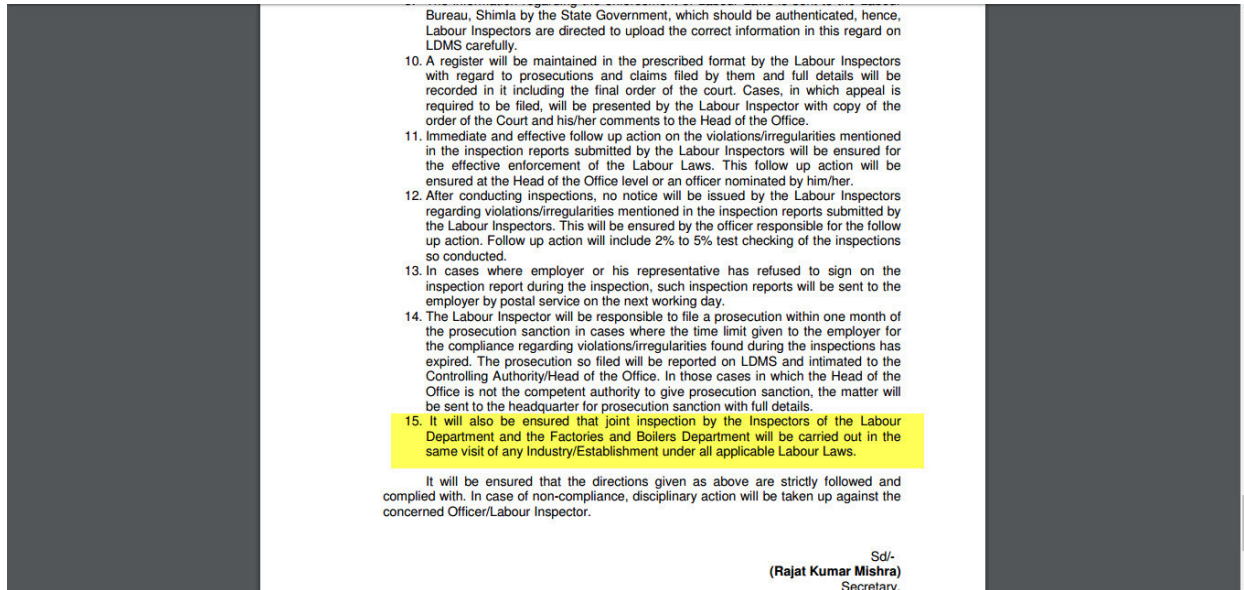 9. The information regarding the enforcement of Labour Laws is sent to the Labour
Bureau, Shimla by the State Government, which should be authenticated, hence,
Labour Inspectors are directed to upload the correct information in this regard on
LDMS carefully.
10. A register will be maintained in the prescribed format by the Labour Inspectors
with regard to prosecutions and claims filed by them and full details will be
recorded in it including the final order of the court. Cases, in which appeal is
required to be filed, will be presented by the Labour Inspector with copy of the
order of the Court and his/her comments to the Head of the Office.
11. Immediate and effective follow up action on the violations/irregularities mentioned
in the inspection reports submitted by the Labour Inspectors will be ensured for
the effective enforcement of the Labour Laws. This follow up action will be
ensured at the Head of the Office level or an officer nominated by him/her.
12. After conducting inspections, no notice will be issued by the Labour Inspectors
regarding violations/irregularities mentioned in the inspection reports submitted by
the Labour Inspectors. This will be ensured by the officer responsible for the follow
up action. Follow up action will include 2% to 5% test checking of the inspections
so conducted.
13. In cases where employer or his representative has refused to sign on the
inspection report during the inspection, such inspection reports will be sent to the
employer by postal service on the next working day.
14. The Labour Inspector will be responsible to file a prosecution within one month of
the prosecution sanction in cases where the time limit given to the employer for
the compliance regarding violations/irregularities found during the inspections has
expired. The prosecution so filed will be reported on LDMS and intimated to the
Controlling Authority/Head of the Office. In those cases in which the Head of the
Office is not the competent authority to give prosecution sanction, the matter will
be sent to the headquarter for prosecution sanction with full details.
15. It will also be ensured that joint inspection by the Inspectors of the Labour
Department and the Factories and Boilers Department will be carried out in the
same visit of any Industry/Establishment under all applicable Labour Laws.
It will be ensured that the directions given as above are strictly followed and
complied with. In case of non-compliance, disciplinary action will be taken up against the
concerned Officer/Labour Inspector.
Sd/-
(Rajat Kumar Mishra)
Secretary,